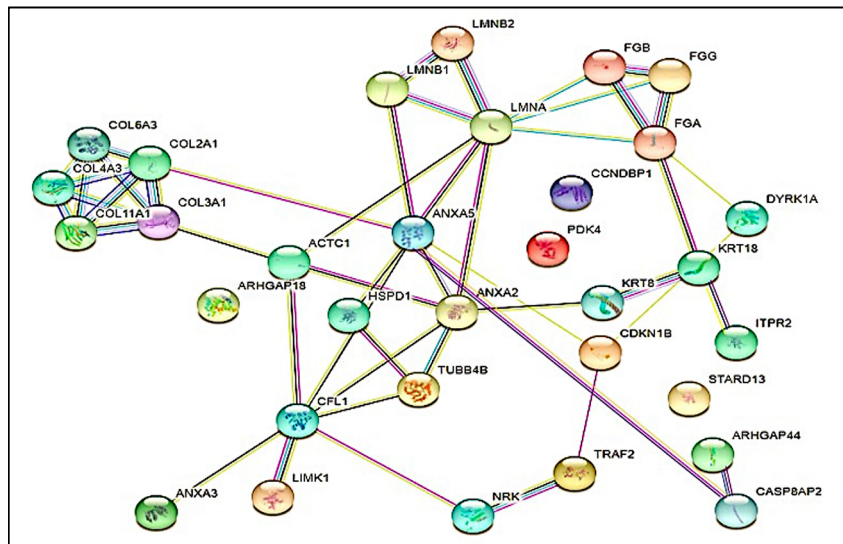 LMNB2
LMNB1
FGB
FGG
LMNA
FGA
COL6A3
COL2A1
COL4A3
COL11A1
COL3A1
CCNDBP1
DYRK1A
ANXA5
PDK4
KRT18
ACTC1
ARHGAP18
HSPD1
ANXA2
KRT8
CDKN1B
ITPR2
TUBB4B
STARD13
CFL1
ARHGAP44
TRAF2
LIMK1
ANXA3
NRK
CASP8AP2